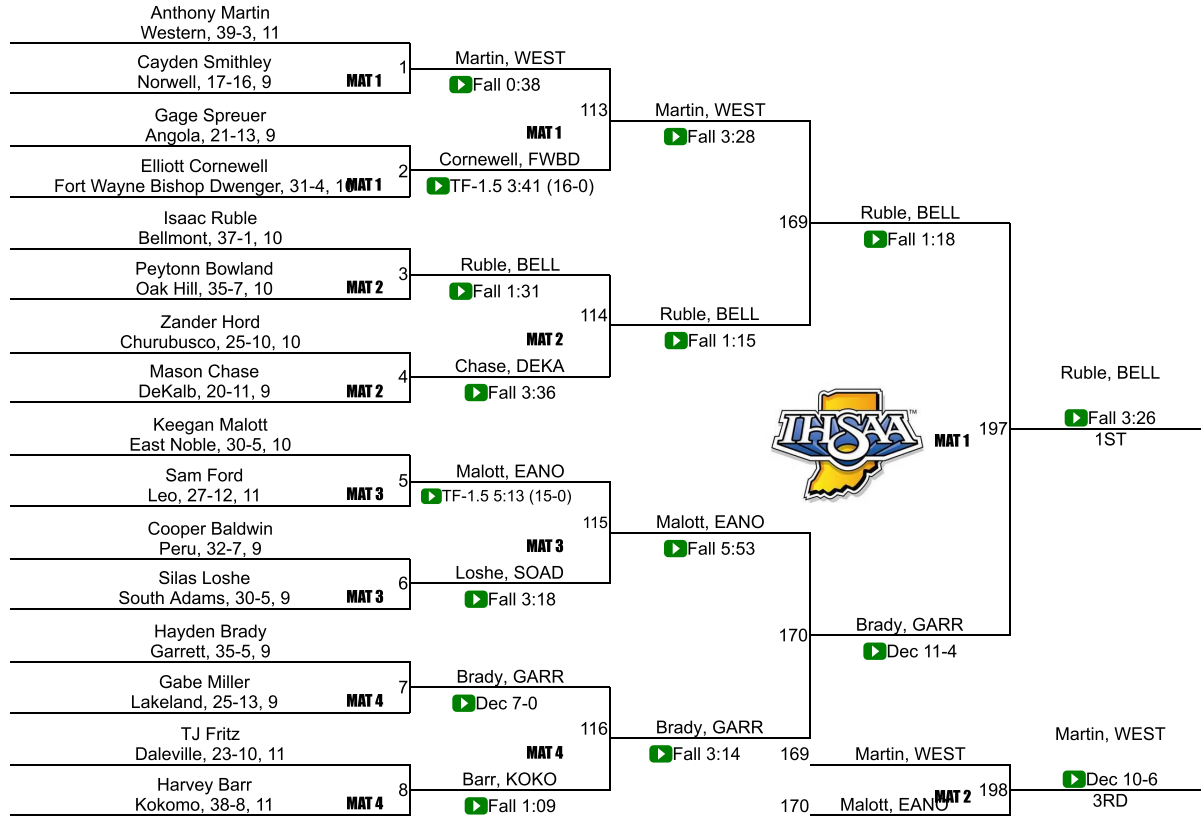 Anthony Martin
Western, 39-3, 11
Cayden Smithley
Norwell, 17-16, 9
MAT 1
1
Gage Spreuer
Angola, 21-13, 9
Elliott Cornewell
Fort Wayne Bishop Dwenger, 31-4, 10
MAT 1
2
Isaac Ruble
Bellmont, 37-1, 10
Peytonn Bowland
Oak Hill, 35-7, 10
MAT 2
3
Zander Hord
Churubusco, 25-10, 10
Mason Chase
DeKalb, 20-11, 9
MAT 2
4
Keegan Malott
East Noble, 30-5, 10
Sam Ford
Leo, 27-12, 11
MAT 3
5
Cooper Baldwin
Peru, 32-7, 9
Silas Loshe
South Adams, 30-5, 9
MAT 3
6
Hayden Brady
Garrett, 35-5, 9
Gabe Miller
Lakeland, 25-13, 9
MAT 4
7
TJ Fritz
Daleville, 23-10, 11
Harvey Barr
Kokomo, 38-8, 11
MAT 4
8
Martin, WEST
Fall 0:38
113
MAT 1
Cornewell, FWBD
TF-1.5 3:41 (16-0)
Ruble, BELL
Fall 1:31
114
MAT 2
Chase, DEKA
Fall 3:36
Malott, EANO
TF-1.5 5:13 (15-0)
115
MAT 3
Loshe, SOAD
Fall 3:18
Brady, GARR
Dec 7-0
116
MAT 4
Barr, KOKO
Fall 1:09
Martin, WEST
Fall 3:28
169
Ruble, BELL
Fall 1:15
Malott, EANO
Fall 5:53
170
Brady, GARR
Fall 3:14
Ruble, BELL
Fall 1:18
IHSAA™
MAT 1
197
Brady, GARR
Dec 11-4
Ruble, BELL
Fall 3:26
1ST
169
Martin, WEST
MAT 2
198
170
Malott, EANO
Martin, WEST
Dec 10-6
3RD